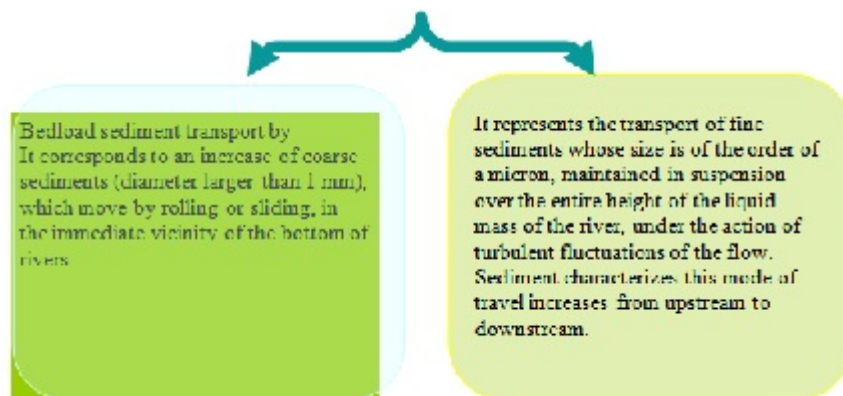 Bedload sediment transport by
It corresponds to an increase of coarse
sediments (diameter larger than 1 mm),
which move by rolling or sliding, in
the immediate vicinity of the bottom of
rivers
It represents the transport of fine
sediments whose size is of the order of
a micron, maintained in suspension
over the entire height of the liquid
mass of the river, under the action of
turbulent fluctuations of the flow.
Sediment characterizes this mode of
travel increases from upstream to
downstream.